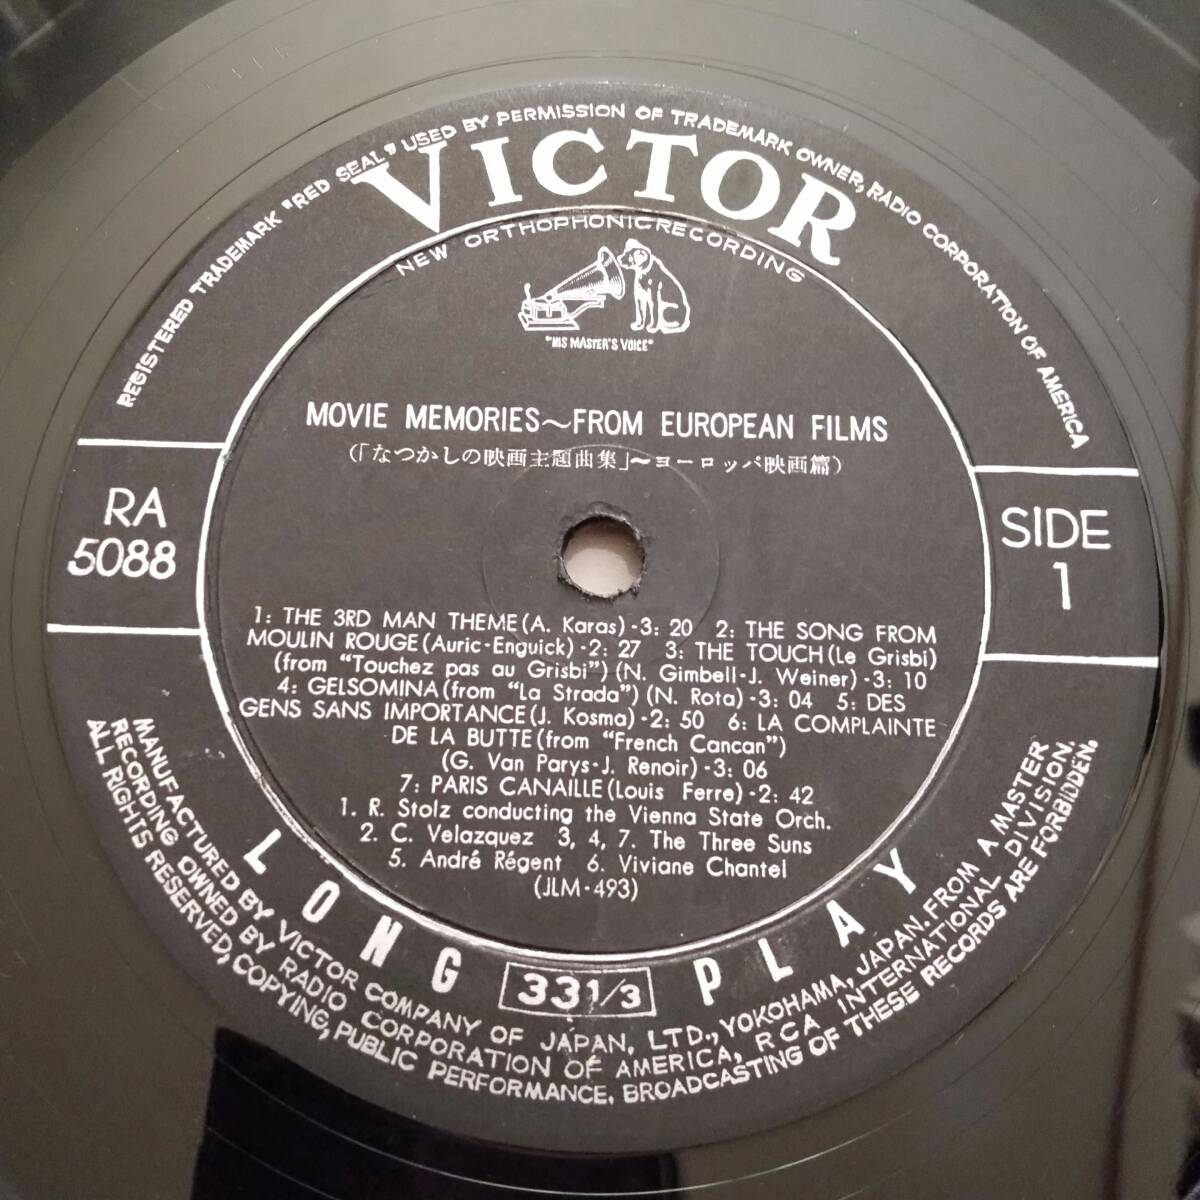 REGISTERED TRADEMARK "RED SEAL" USED BY PERMISSION OF TRADEMARK OWNER, RADIO CORPORATION OF AMERICA
VICTOR
NEW ORTHOPHONIC RECORDING
"HIS MASTER'S VOICE"
MOVIE MEMORIES～FROM EUROPEAN FILMS
(「なつかしの映画主題曲集」～ヨーロッパ映画篇)
RA
5088
SIDE
1
1: THE 3RD MAN THEME (A. Karas) - 3: 20 2: THE SONG FROM
MOULIN ROUGE (Auric-Enguick) - 2: 27 3: THE TOUCH (Le Grisbi)
(from "Touchez pas au Grisbi") (N. Gimbell-J. Weiner) - 3: 10
4: GELSOMINA (from "La Strada") (N. Rota) - 3: 04 5: DES
GENS SANS IMPORTANCE (J. Kosma) - 2: 50 6: LA COMPLAINTE
DE LA BUTTE (from "French Cancan")
(G. Van Parys-J. Renoir) - 3: 06
7: PARIS CANAILLE (Louis Ferre) - 2: 42
1. R. Stolz conducting the Vienna State Orch.
2. C. Velazquez 3, 4, 7. The Three Suns
5. André Régent 6. Viviane Chantel
(JLM-493)
LONG 33 1/3 PLAY
MANUFACTURED BY VICTOR COMPANY OF JAPAN, LTD., YOKOHAMA, JAPAN. FROM A MASTER
RECORDING OWNED BY RADIO CORPORATION OF AMERICA, RCA INTERNATIONAL DIVISION.
ALL RIGHTS RESERVED, COPYING, PUBLIC PERFORMANCE, BROADCASTING OF THESE RECORDS ARE FORBIDDEN.